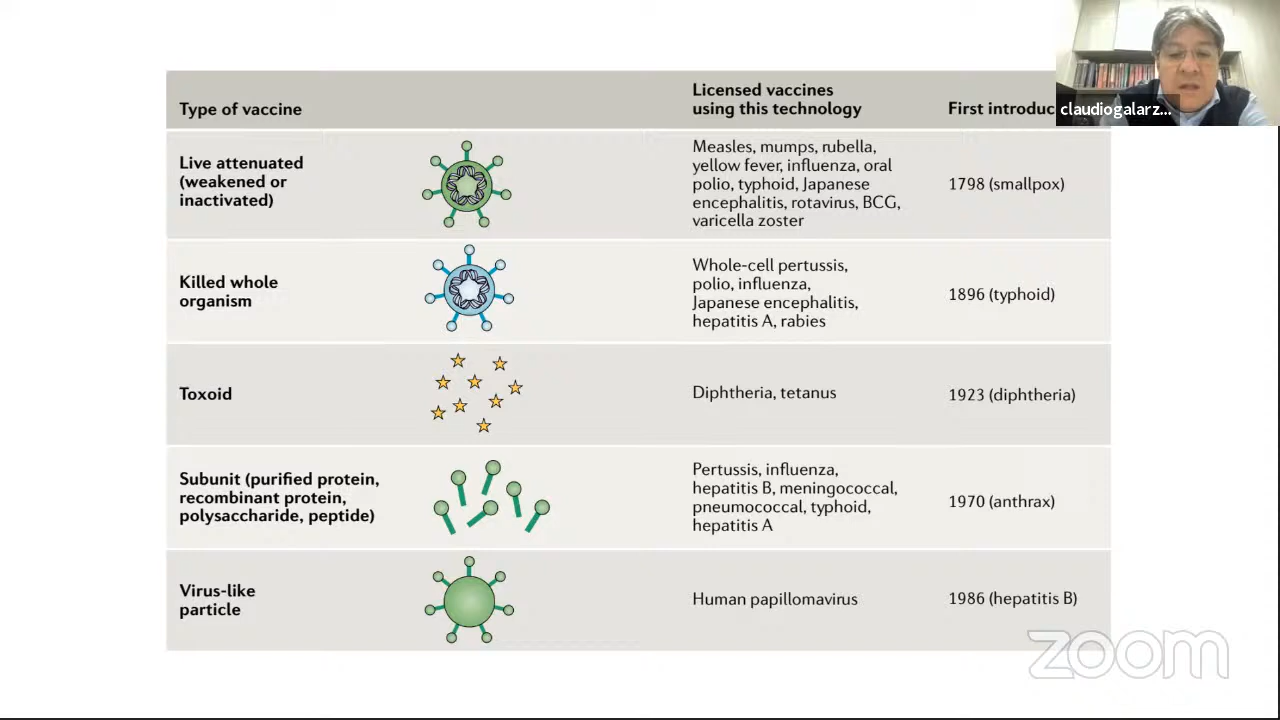 Type of vaccine
Licensed vaccines
using this technology
First introduc
claudiogalarz...
Live attenuated
(weakened or
inactivated)
Measles, mumps, rubella,
yellow fever, influenza, oral
polio, typhoid, Japanese
encephalitis, rotavirus, BCG,
varicella zoster
1798 (smallpox)
Killed whole
organism
Whole-cell pertussis,
polio, influenza,
Japanese encephalitis,
hepatitis A, rabies
1896 (typhoid)
Toxoid
Diphtheria, tetanus
1923 (diphtheria)
Subunit (purified protein,
recombinant protein,
polysaccharide, peptide)
Pertussis, influenza,
hepatitis B, meningococcal,
pneumococcal, typhoid,
hepatitis A
1970 (anthrax)
Virus-like
particle
Human papillomavirus
1986 (hepatitis B)
zoom